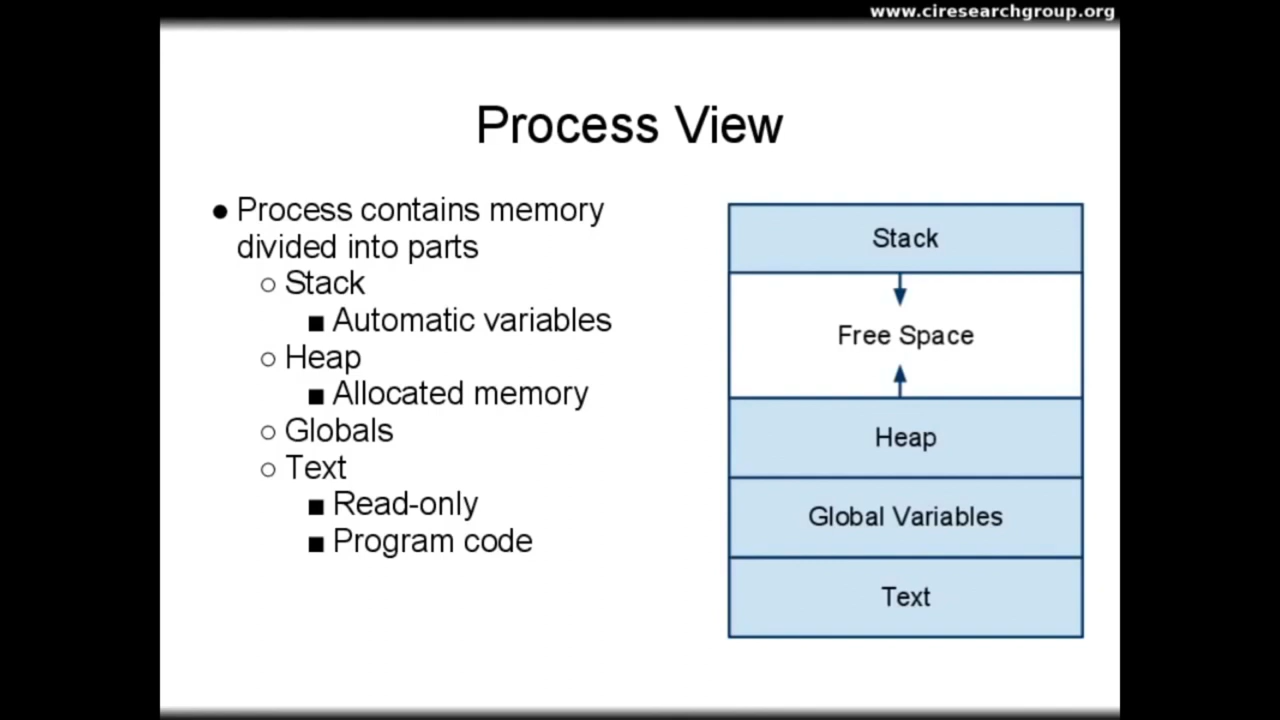 www.ciresearchgroup.org
Process View
● Process contains memory
divided into parts
○ Stack
■ Automatic variables
○ Heap
■ Allocated memory
○ Globals
○ Text
■ Read-only
■ Program code
Stack
Free Space
Heap
Global Variables
Text